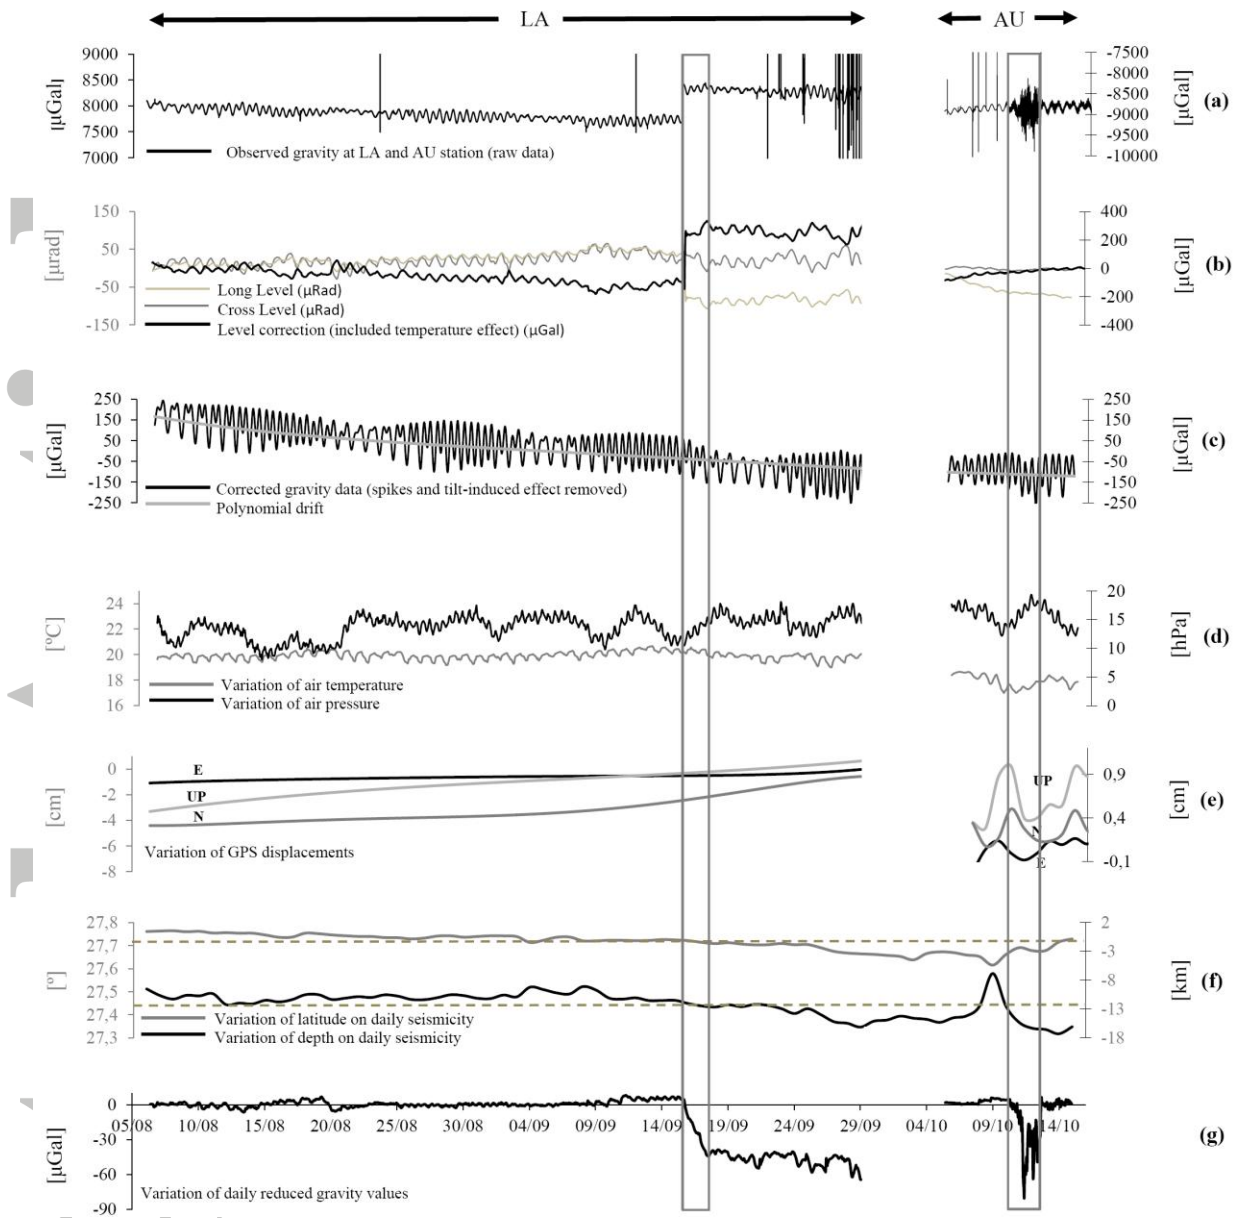 LA AU
9000
8500
8000
7500
7000
[µGal]
Observed gravity at LA and AU station (raw data)
-7500
-8000
-8500
-9000
-9500
-10000
[µGal]
(a)
150
50
-50
-150
[µrad]
Long Level (µRad)
Cross Level (µRad)
Level correction (included temperature effect) (µGal)
400
200
0
-200
-400
[µGal]
(b)
250
150
50
-50
-150
-250
[µGal]
Corrected gravity data (spikes and tilt-induced effect removed)
Polynomial drift
250
150
50
-50
-150
-250
[µGal]
(c)
24
22
20
18
16
[ºC]
Variation of air temperature
Variation of air pressure
20
15
10
5
0
[hPa]
(d)
0
-2
-4
-6
-8
[cm]
E
UP
N
Variation of GPS displacements
UP
N
E
0,9
0,4
-0,1
[cm]
(e)
27,8
27,7
27,6
27,5
27,4
27,3
[º]
Variation of latitude on daily seismicity
Variation of depth on daily seismicity
2
-3
-8
-13
-18
[km]
(f)
0
-30
-60
-90
[µGal]
05/08 10/08 15/08 20/08 25/08 30/08 04/09 09/09 14/09 19/09 24/09 29/09 04/10 09/10 14/10
Variation of daily reduced gravity values
(g)